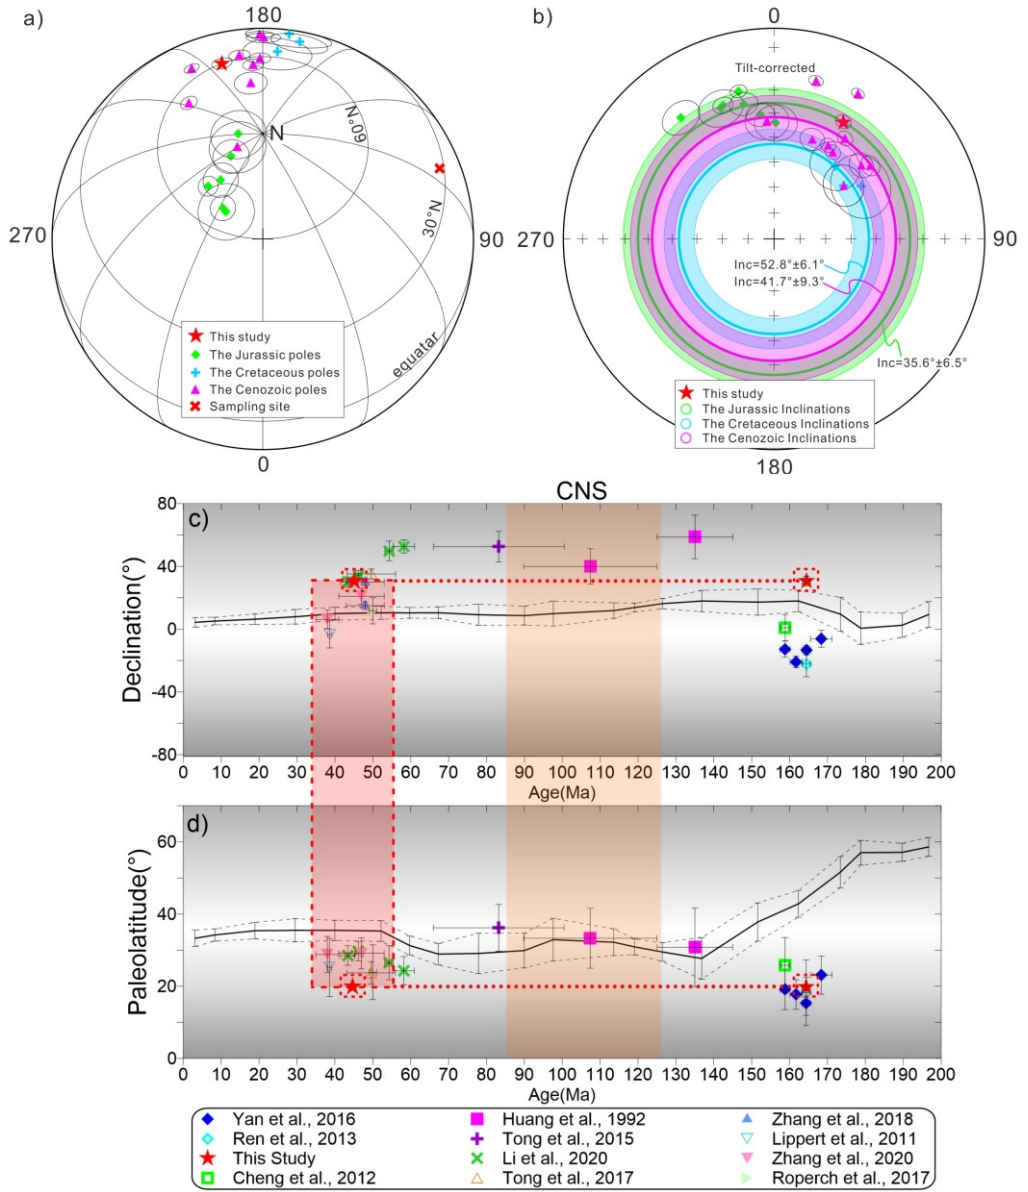 a)
180
N
60°N
30°N
270
90
equatar
This study
The Jurassic poles
The Cretaceous poles
The Cenozoic poles
Sampling site
0
b)
0
Tilt-corrected
270
90
Inc=52.8°±6.1°
Inc=41.7°±9.3°
Inc=35.6°±6.5°
This study
The Jurassic Inclinations
The Cretaceous Inclinations
The Cenozoic Inclinations
180
CNS
c)
Declination(°)
80
40
0
-40
-80
0 10 20 30 40 50 60 70 80 90 100 110 120 130 140 150 160 170 180 190 200
Age(Ma)
d)
Paleolatitude(°)
60
40
20
0
0 10 20 30 40 50 60 70 80 90 100 110 120 130 140 150 160 170 180 190 200
Age(Ma)
Yan et al., 2016
Ren et al., 2013
This Study
Cheng et al., 2012
Huang et al., 1992
Tong et al., 2015
Li et al., 2020
Tong et al., 2017
Zhang et al., 2018
Lippert et al., 2011
Zhang et al., 2020
Roperch et al., 2017